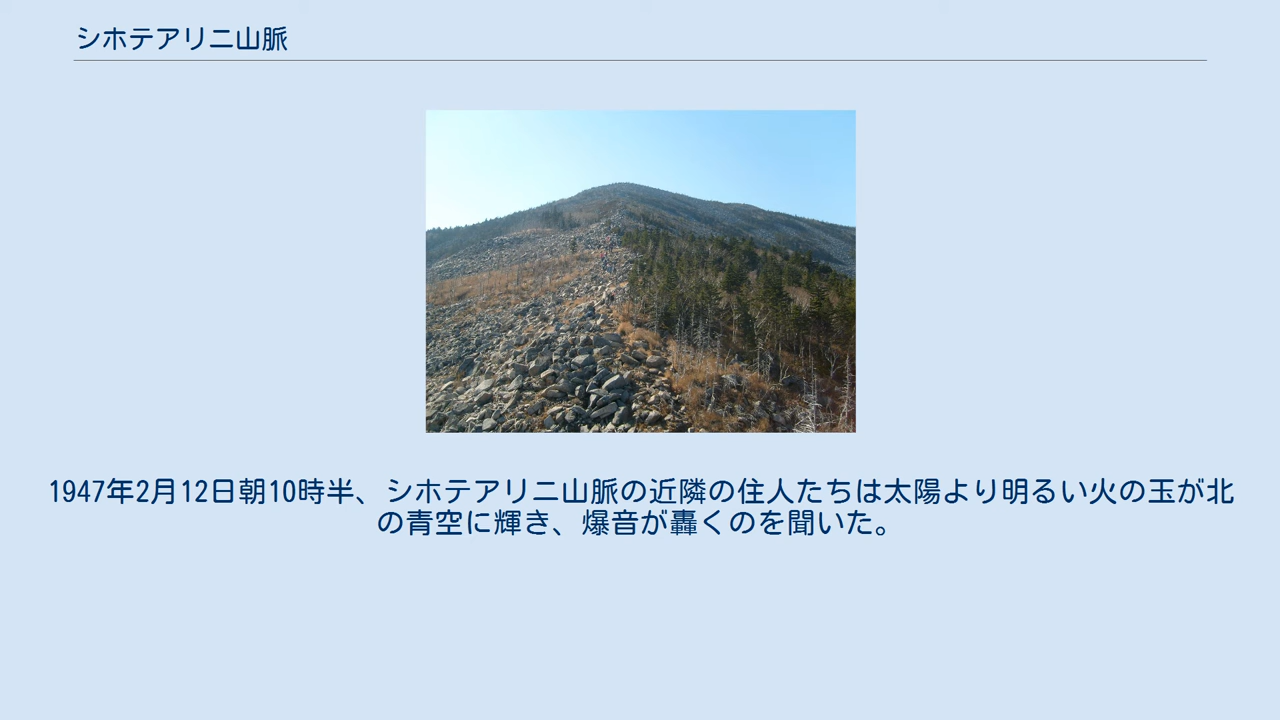 シホテアリニ山脈
1947年2月12日朝10時半、シホテアリニ山脈の近隣の住人たちは太陽より明るい火の玉が北
の青空に輝き、爆音が轟くのを聞いた。